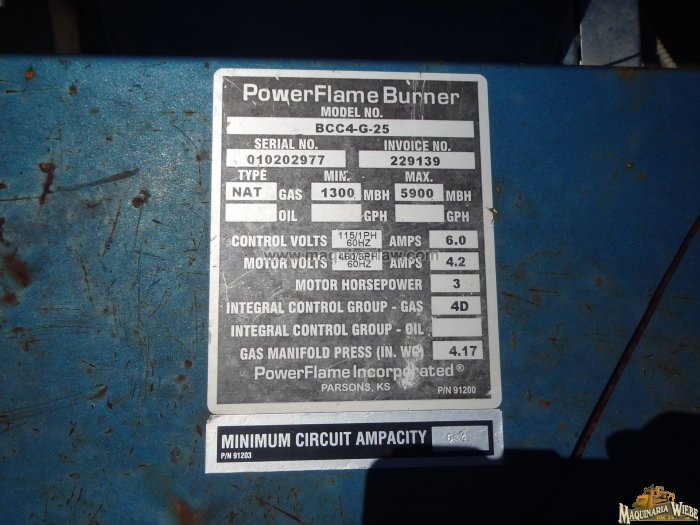 PowerFlame Burner
MODEL NO.
BCC4-G-25
SERIAL NO. INVOICE NO.
010202977 229139
TYPE MIN. MAX.
NAT GAS 1300 MBH 5900 MBH
OIL GPH GPH
CONTROL VOLTS 115/1PH 60HZ AMPS 6.0
MOTOR VOLTS 460/3PH 60HZ AMPS 4.2
MOTOR HORSEPOWER 3
INTEGRAL CONTROL GROUP - GAS 4D
INTEGRAL CONTROL GROUP - OIL
GAS MANIFOLD PRESS (IN. WC) 4.17
PowerFlame Incorporated®
PARSONS, KS P/N 91200
MINIMUM CIRCUIT AMPACITY
P/N 91203
MAQUINARIA WIEBE